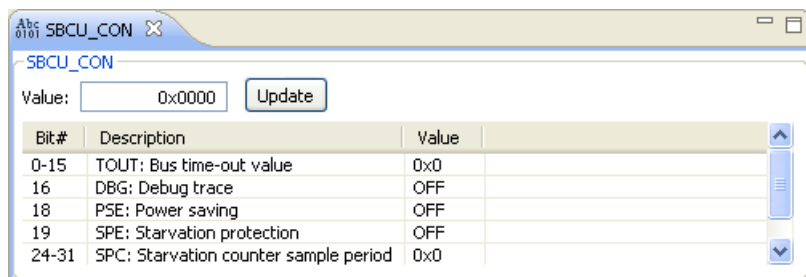 Abc
0101 SBCU_CON
SBCU_CON
Value: 0x0000 Update
Bit# Description Value
0-15 TOUT: Bus time-out value 0x0
16 DBG: Debug trace OFF
18 PSE: Power saving OFF
19 SPE: Starvation protection OFF
24-31 SPC: Starvation counter sample period 0x0